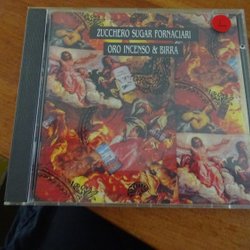 ZUCCHERO SUGAR FORNACIARI
ORO INCENSO & BIRRA